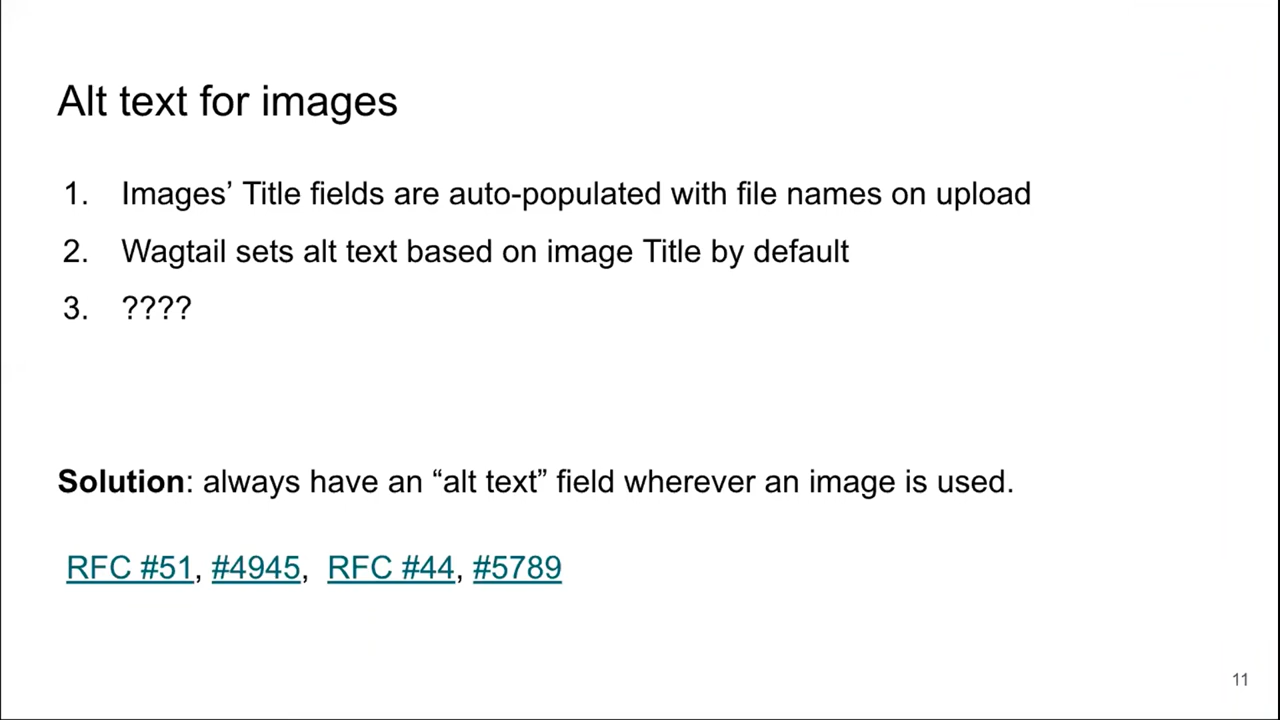 Alt text for images
1. Images’ Title fields are auto-populated with file names on upload
2. Wagtail sets alt text based on image Title by default
3. ????
Solution: always have an “alt text” field wherever an image is used.
RFC #51, #4945, RFC #44, #5789
11